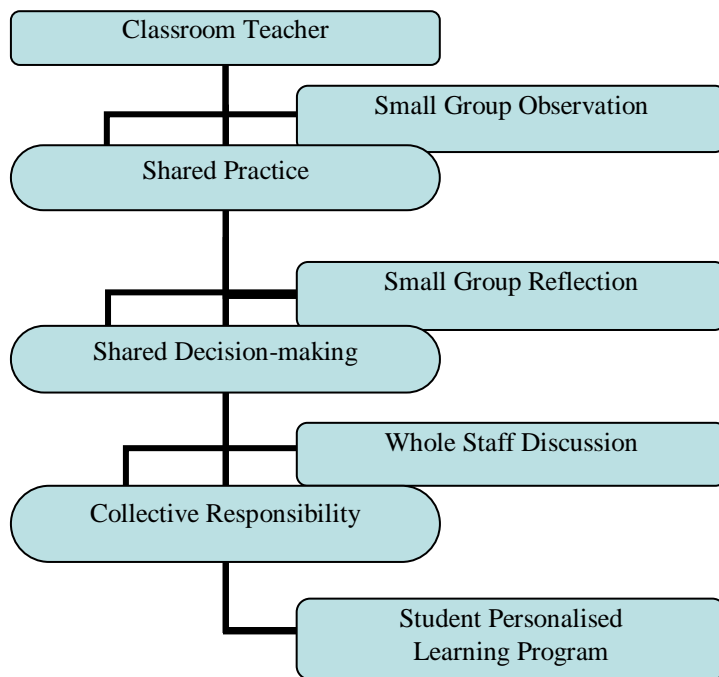 Classroom Teacher
Small Group Observation
Shared Practice
Small Group Reflection
Shared Decision-making
Whole Staff Discussion
Collective Responsibility
Student Personalised
Learning Program